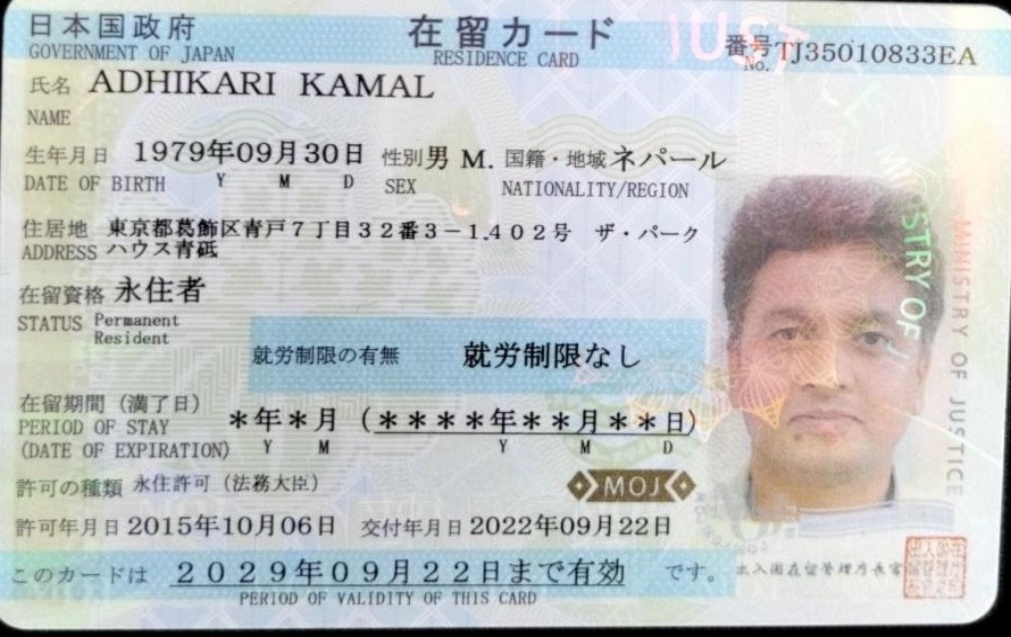 日本国政府 在留カード 番号 TJ35010833EA
GOVERNMENT OF JAPAN RESIDENCE CARD No.
氏名 ADHIKARI KAMAL
NAME
生年月日 1979年09月30日 性別 男 M. 国籍・地域 ネパール
DATE OF BIRTH Y M D SEX NATIONALITY/REGION
住居地 東京都葛飾区青戸7丁目32番3-1.402号 ザ・パーク
ADDRESS ハウス青砥
在留資格 永住者
STATUS Permanent
Resident
就労制限の有無 就労制限なし
在留期間(満了日) *年*月(****年**月**日)
PERIOD OF STAY
(DATE OF EXPIRATION) Y M Y M D
許可の種類 永住許可(法務大臣)
MOJ
許可年月日 2015年10月06日 交付年月日 2022年09月22日
このカードは 2029年09月22日まで有効 です。
PERIOD OF VALIDITY OF THIS CARD
出入国在留管理庁長官
MINISTRY OF JUSTICE
STRY OF
JUST